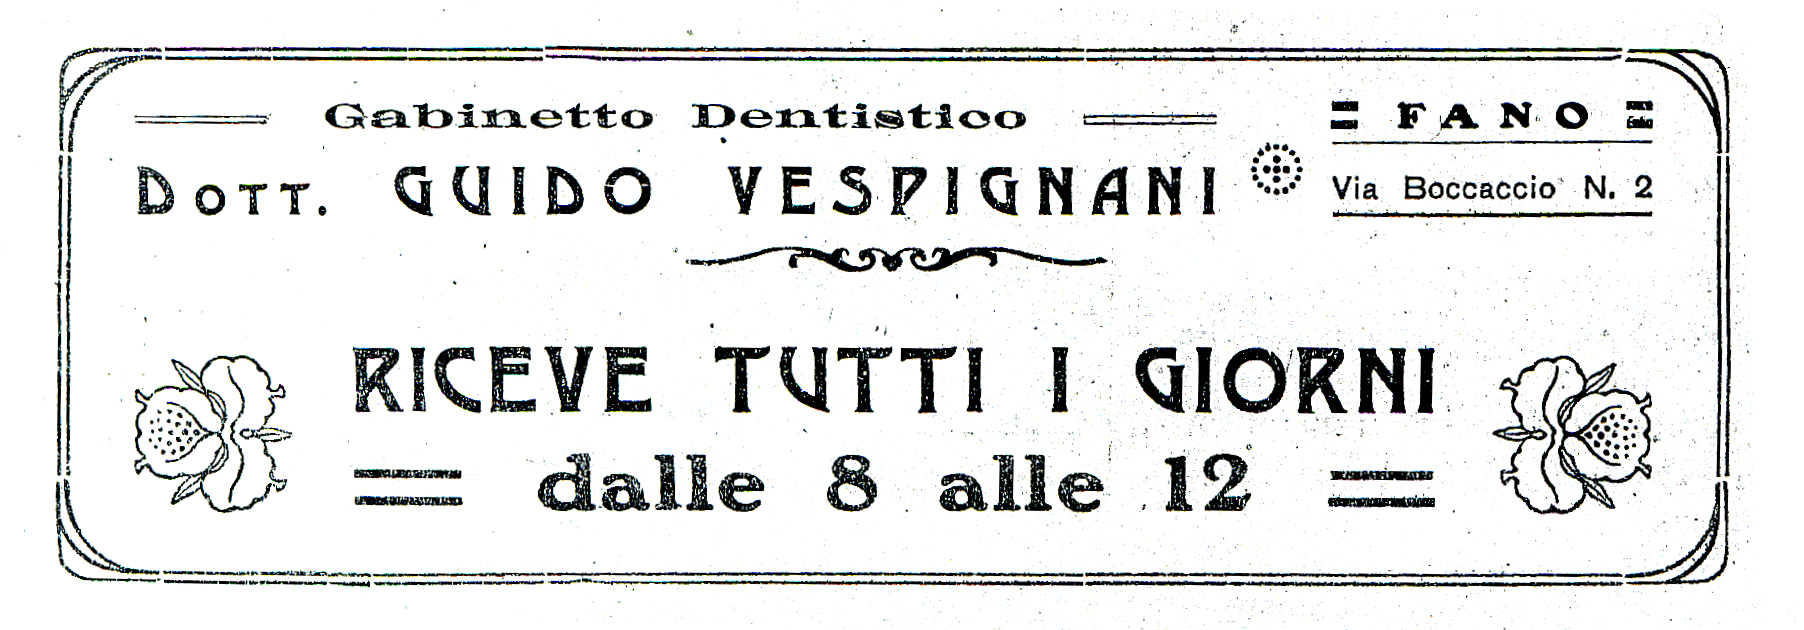 Gabinetto Dentistico
DOTT. GUIDO VESPIGNANI
FANO
Via Boccaccio N. 2
RICEVE TUTTI I GIORNI
dalle 8 alle 12